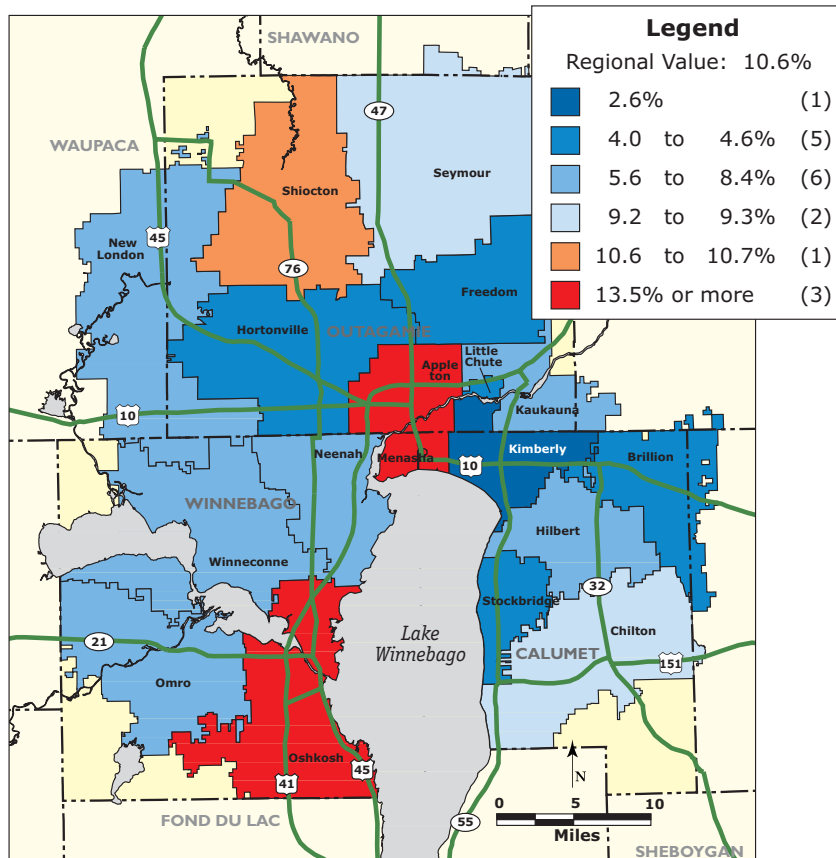 Legend
Regional Value: 10.6%
2.6% (1)
4.0 to 4.6% (5)
5.6 to 8.4% (6)
9.2 to 9.3% (2)
10.6 to 10.7% (1)
13.5% or more (3)
SHAWANO
47
WAUPACA
Seymour
Shiocton
New
London
45
76
Freedom
Hortonville
OUTAGAMIE
Little
Chute
Apple
ton
10
Kaukauna
Neenah
Menasha
Kimberly
10
Brillion
WINNEBAGO
Hilbert
Winneconne
32
Stockbridge
Lake
Winnebago
Chilton
21
CALUMET
151
Omro
Oshkosh
N
45
41
0 5 10
Miles
FOND DU LAC
55
SHEBOYGAN